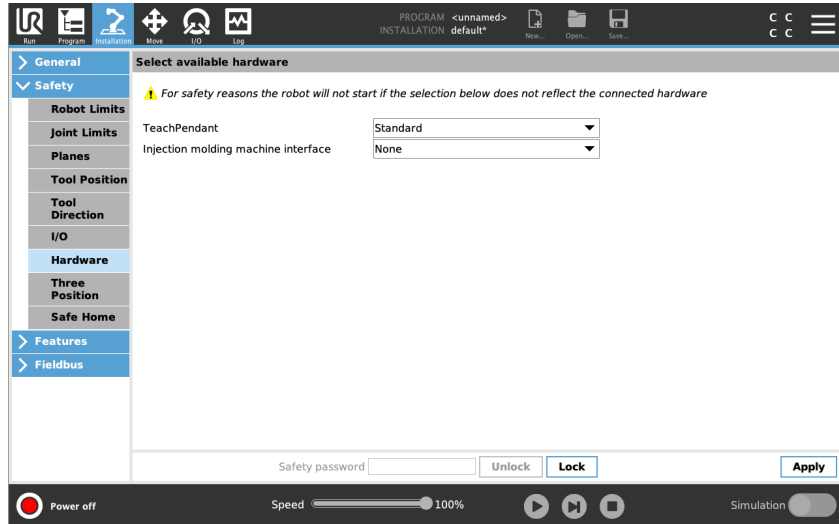 UR
PROGRAM <unnamed>
INSTALLATION default*
C C
C C
Run
Program
Installation
Move
I/O
Log
New...
Open...
Save...
General
Safety
Robot Limits
Joint Limits
Planes
Tool Position
Tool
Direction
I/O
Hardware
Three
Position
Safe Home
Features
Fieldbus
Select available hardware
! For safety reasons the robot will not start if the selection below does not reflect the connected hardware
TeachPendant Standard
Injection molding machine interface None
Safety password Unlock Lock Apply
Power off Speed 100% Simulation